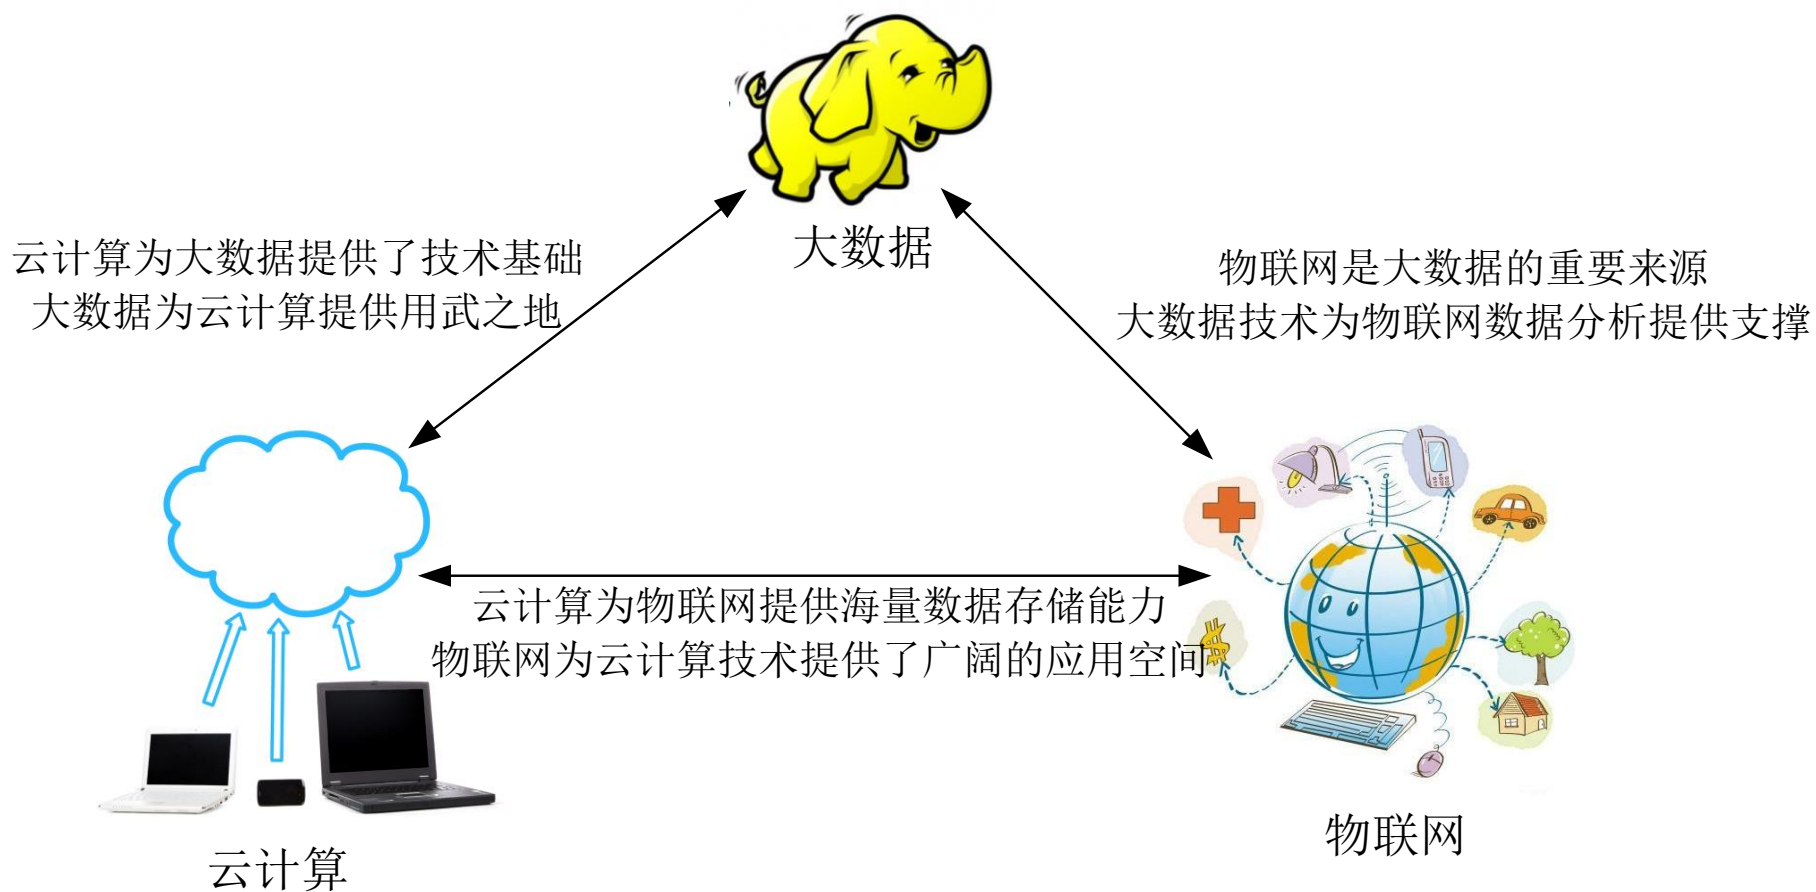 大数据
云计算为大数据提供了技术基础
大数据为云计算提供用武之地
物联网是大数据的重要来源
大数据技术为物联网数据分析提供支撑
云计算为物联网提供海量数据存储能力
物联网为云计算技术提供了广阔的应用空间
云计算
物联网